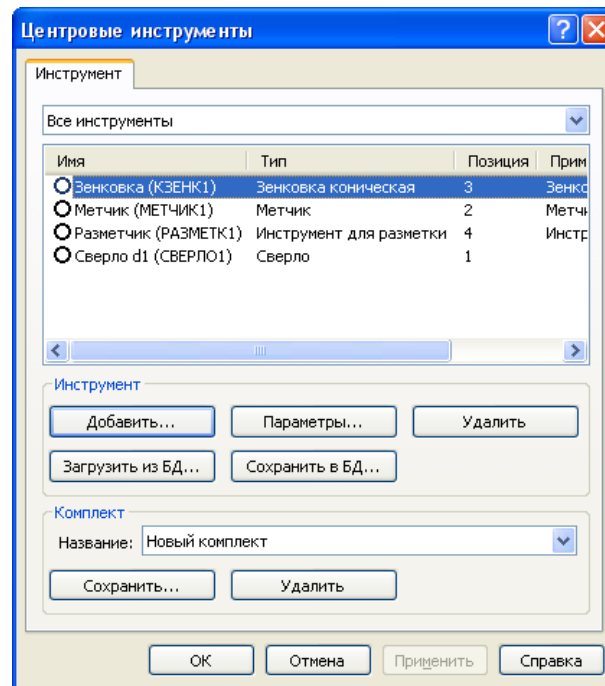 Центровые инструменты
Инструмент
Все инструменты
Имя Тип Позиция Прим
Зенковка (КЗЕНК1) Зенковка коническая 3 Зенко
Метчик (МЕТЧИК1) Метчик 2 Метчи
Разметчик (РАЗМЕТК1) Инструмент для разметки 4 Инстр
Сверло d1 (СВЕРЛО1) Сверло 1
Инструмент
Добавить... Параметры... Удалить
Загрузить из БД... Сохранить в БД...
Комплект
Название: Новый комплект
Сохранить... Удалить
ОК Отмена Применить Справка